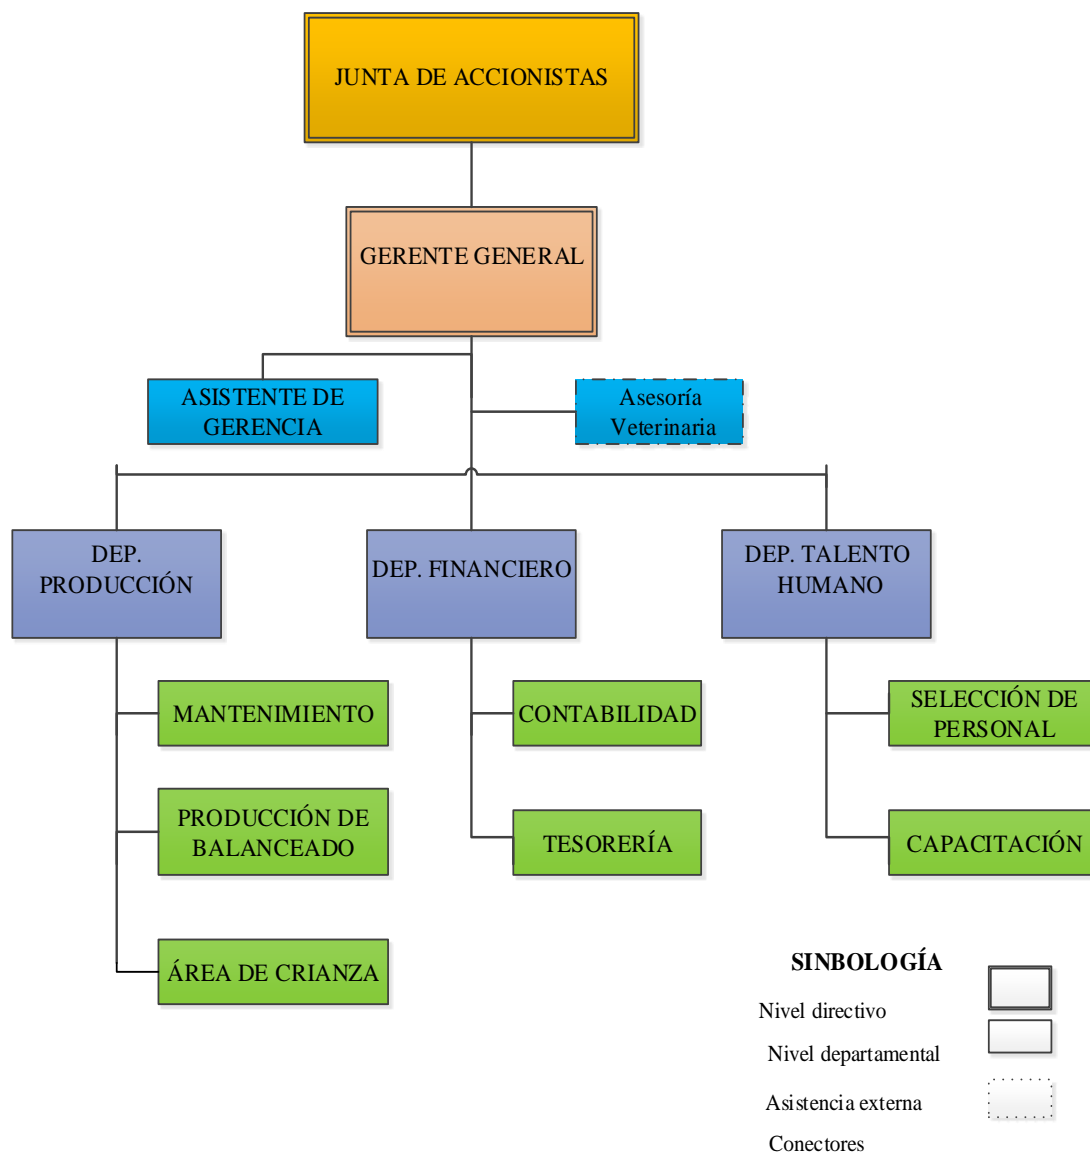 JUNTA DE ACCIONISTAS
GERENTE GENERAL
ASISTENTE DE
GERENCIA
Asesoría
Veterinaria
DEP.
PRODUCCIÓN
DEP. FINANCIERO
DEP. TALENTO
HUMANO
MANTENIMIENTO
CONTABILIDAD
SELECCIÓN DE
PERSONAL
PRODUCCIÓN DE
BALANCEADO
TESORERÍA
CAPACITACIÓN
ÁREA DE CRIANZA
SINBOLOGÍA
Nivel directivo
Nivel departamental
Asistencia externa
Conectores